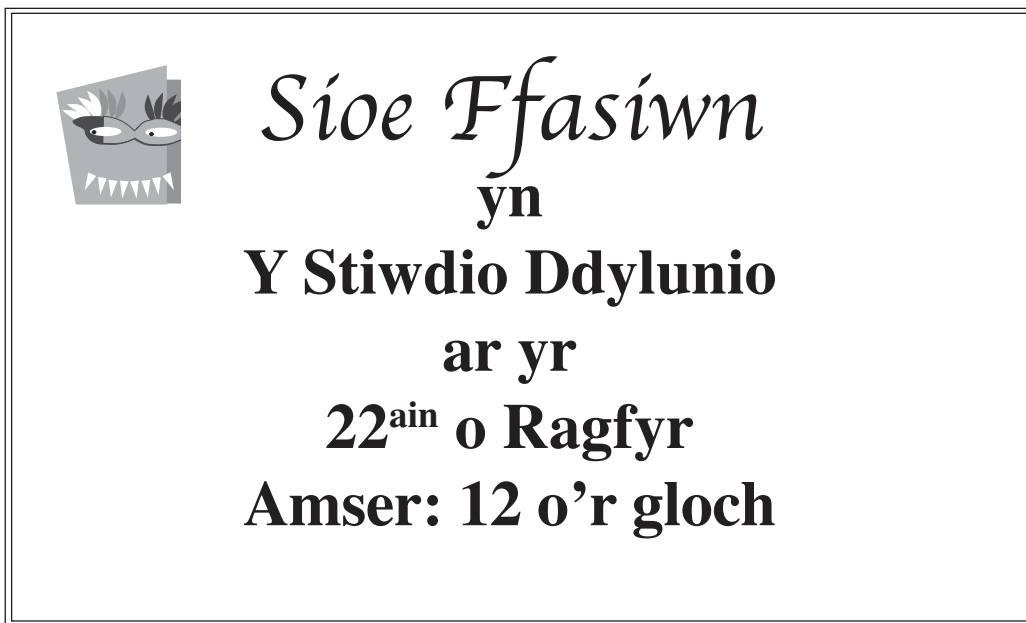 Sioe Ffasiwn
yn
Y Stiwdio Ddylunio
ar yr
22ain o Ragfyr
Amser: 12 o’r gloch